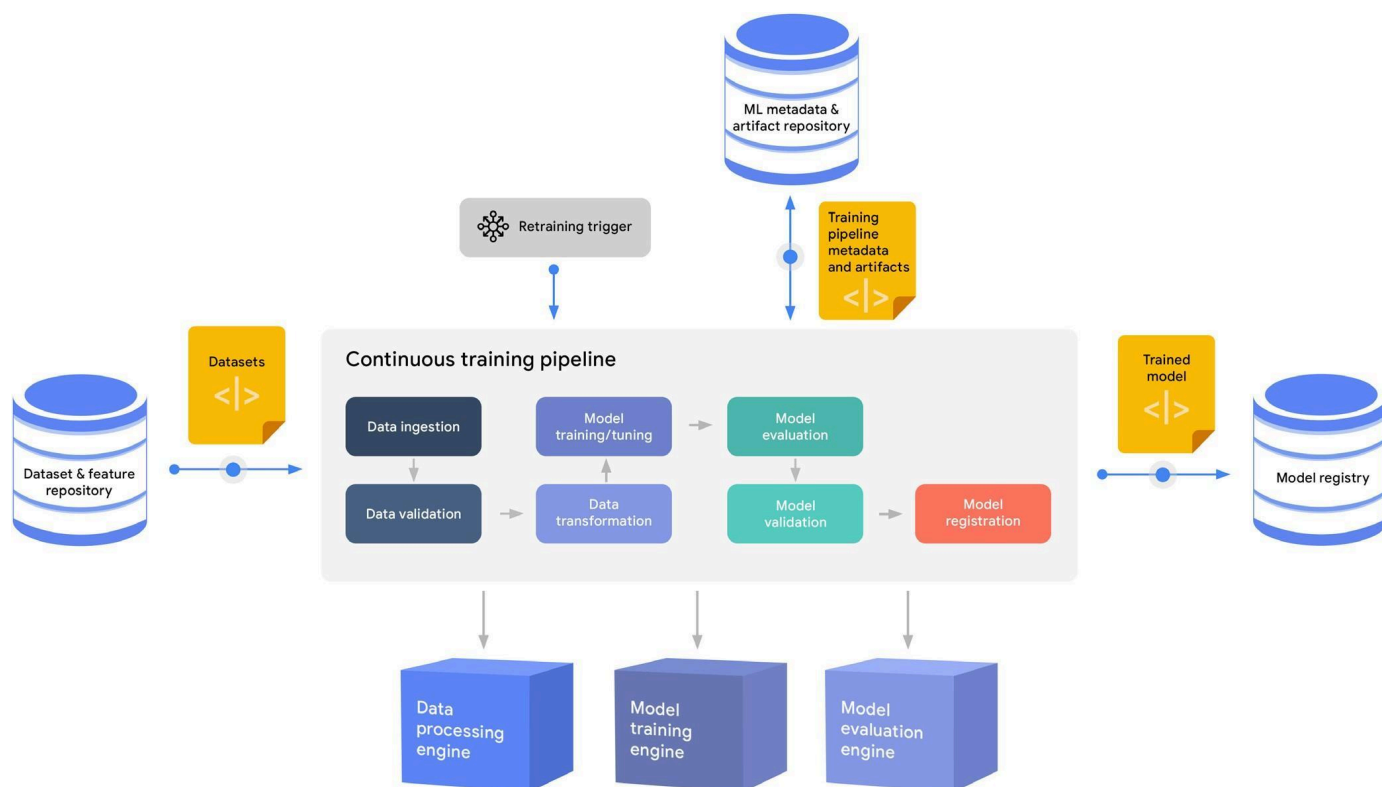 ML metadata &
artifact repository
Retraining trigger
Training
pipeline
metadata
and artifacts
</>
Datasets
</>
Dataset & feature
repository
Continuous training pipeline
Data ingestion
Model
training/tuning
Model
evaluation
Data validation
Data
transformation
Model
validation
Model
registration
Trained
model
</>
Model registry
Data
processing
engine
Model
training
engine
Model
evaluation
engine